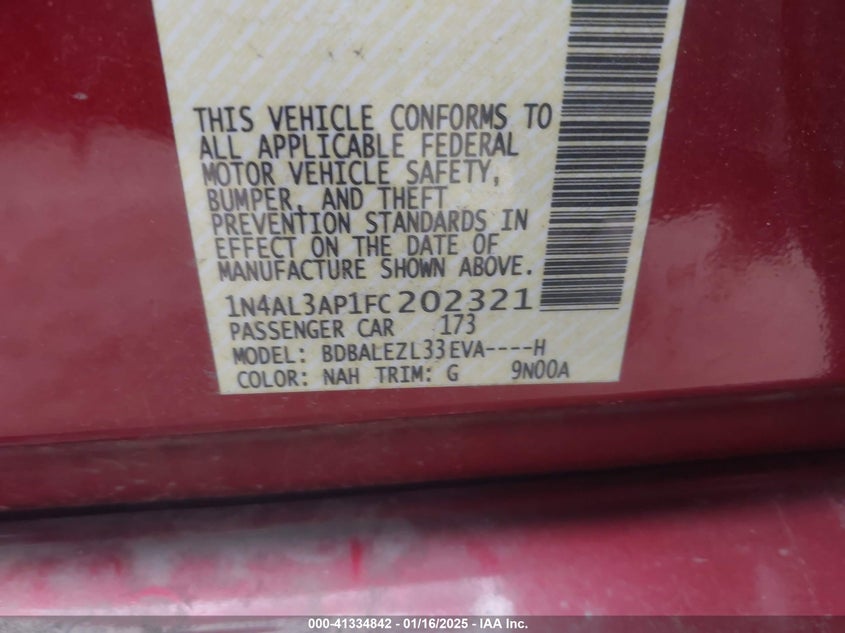 THIS VEHICLE CONFORMS TO
ALL APPLICABLE FEDERAL
MOTOR VEHICLE SAFETY,
BUMPER, AND THEFT
PREVENTION STANDARDS IN
EFFECT ON THE DATE OF
MANUFACTURE SHOWN ABOVE.
1N4AL3AP1FC202321
PASSENGER CAR 173
MODEL: BDBALEZL33EVA----H
COLOR: NAH TRIM: G 9N00A
000-41334842 - 01/16/2025 - IAA Inc.